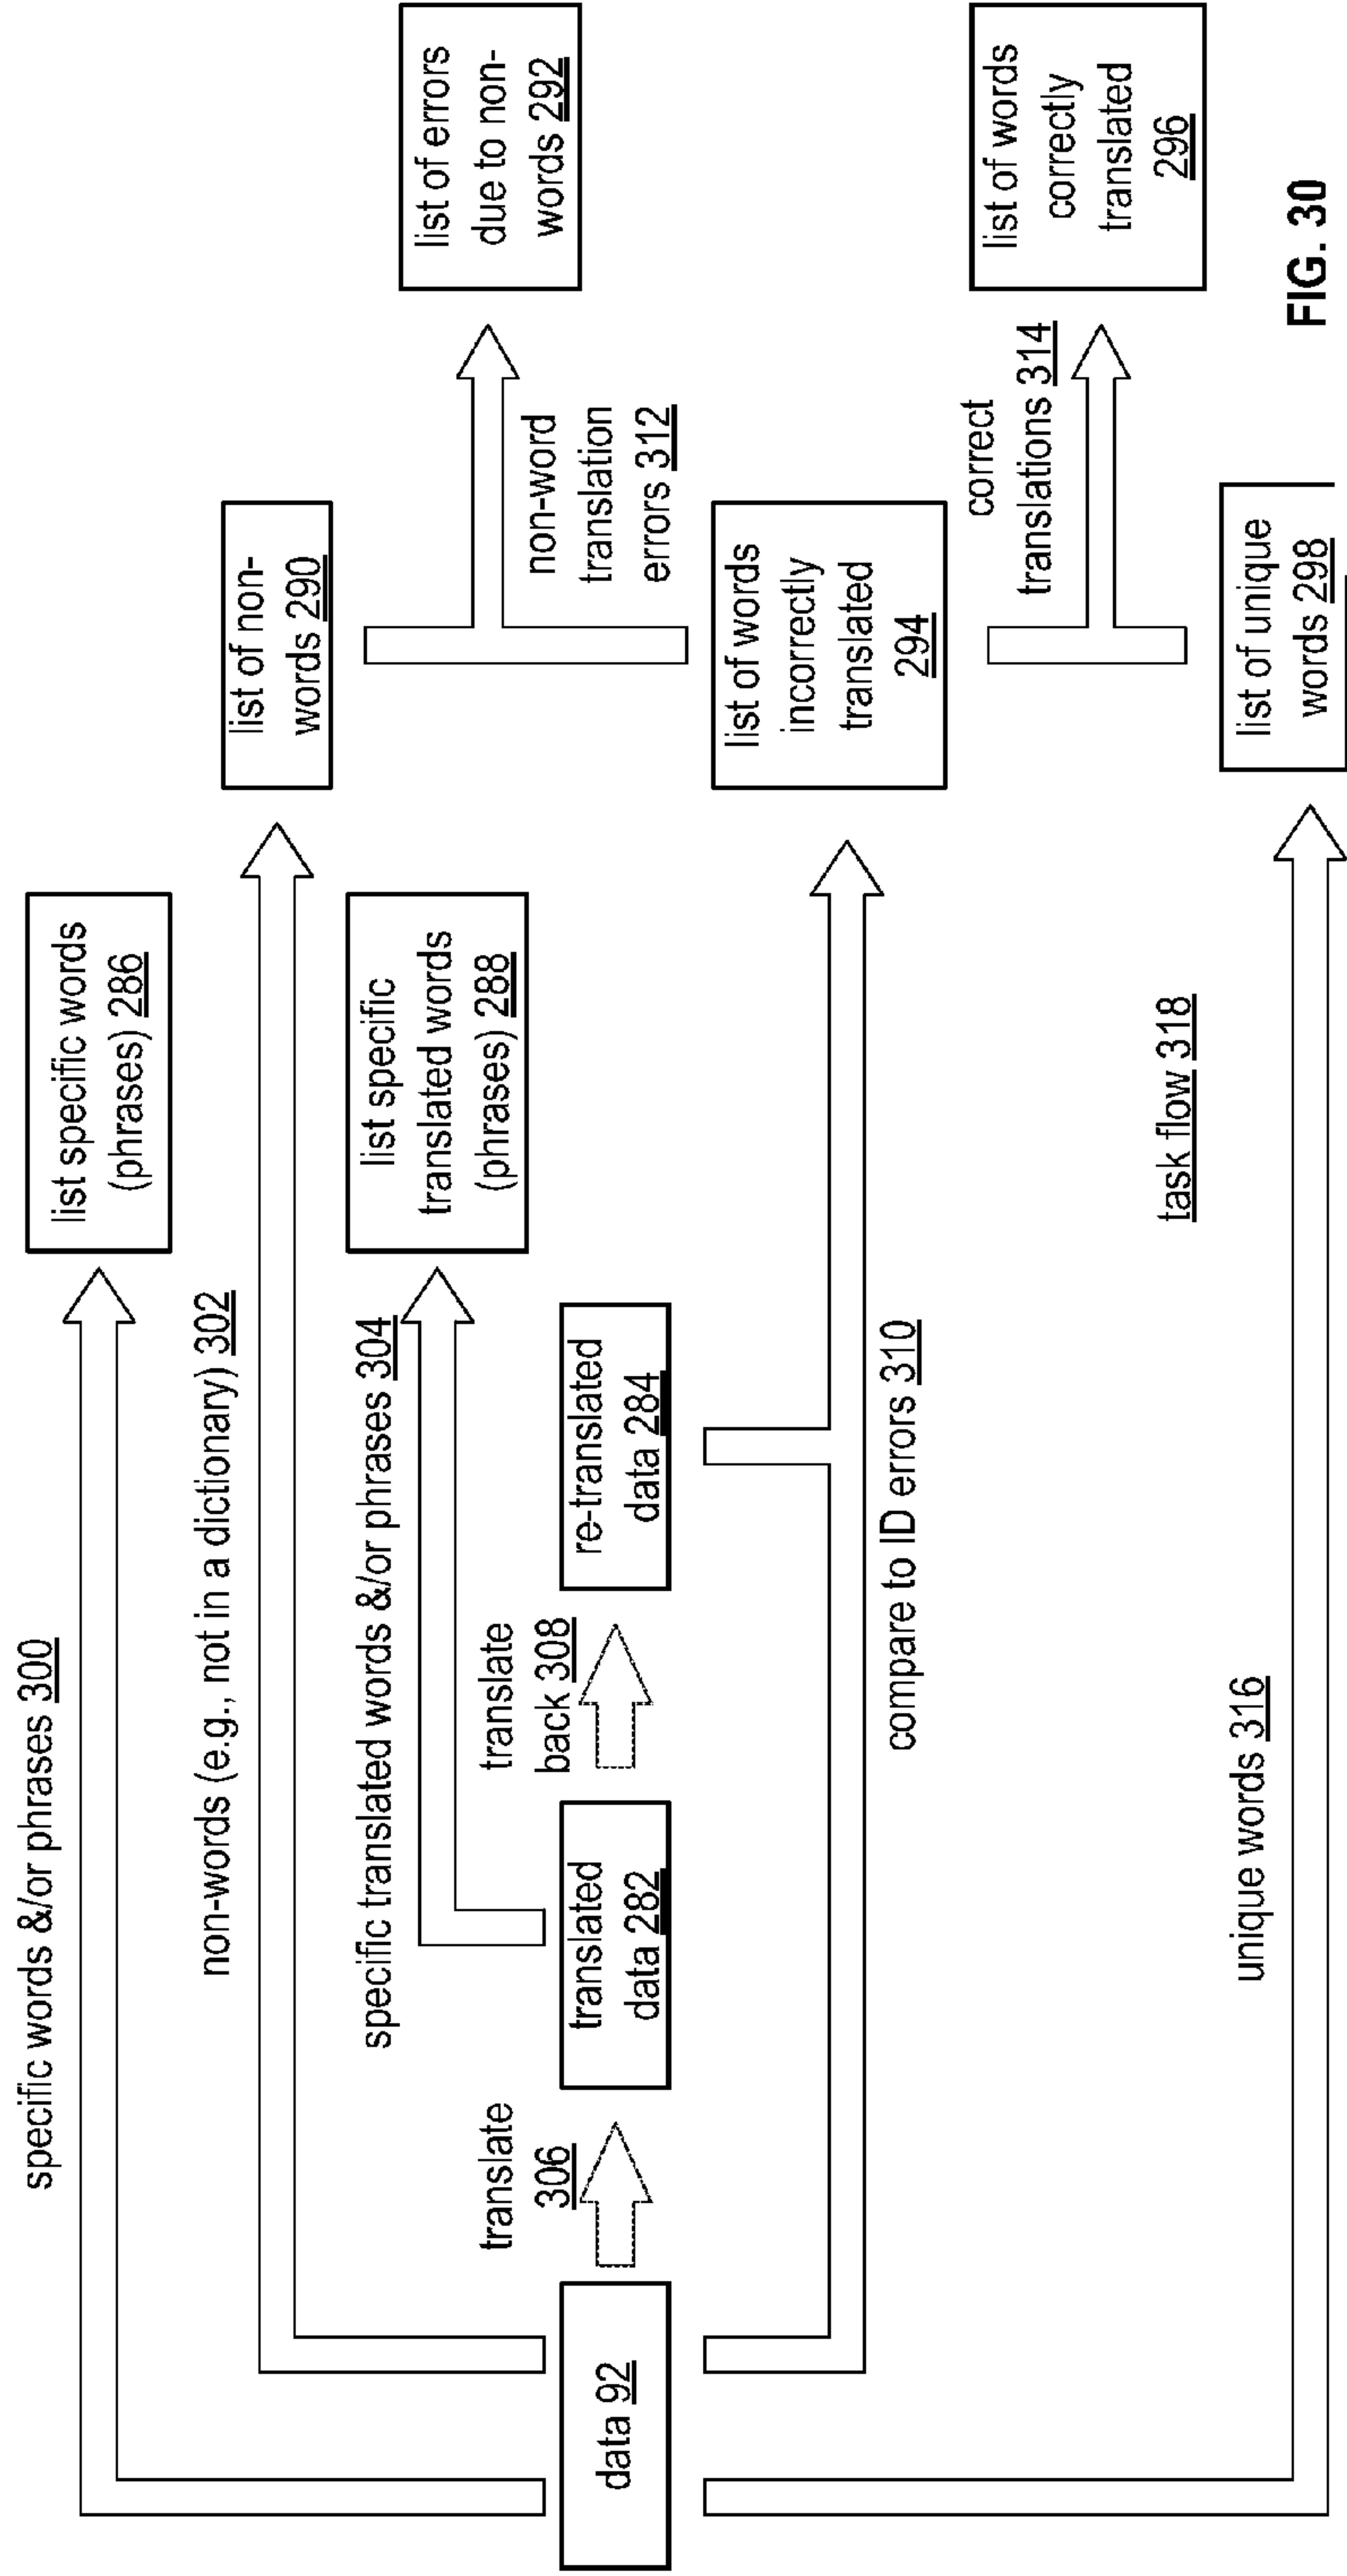 specific words &/or phrases 300
list specific words
(phrases) 286
non-words (e.g., not in a dictionary) 302
list of non-
words 290
specific translated words &/or phrases 304
list specific
translated words
(phrases) 288
list of errors
due to non-
words 292
non-word
translation
errors 312
data 92
translate
306
translated
data 282
translate
back 308
re-translated
data 284
compare to ID errors 310
list of words
incorrectly
translated
294
correct
translations 314
list of words
correctly
translated
296
task flow 318
unique words 316
list of unique
words 298
FIG. 30